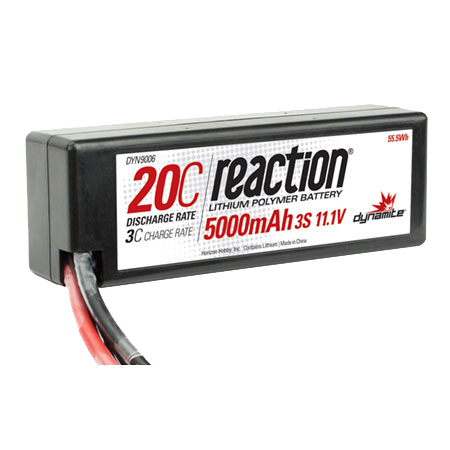 DYN9006
55.5Wh
20C reaction
LITHIUM POLYMER BATTERY
DISCHARGE RATE
3C CHARGE RATE
5000mAh 3S 11.1V
dynamite
Horizon Hobby, Inc. Contains Lithium Made in China